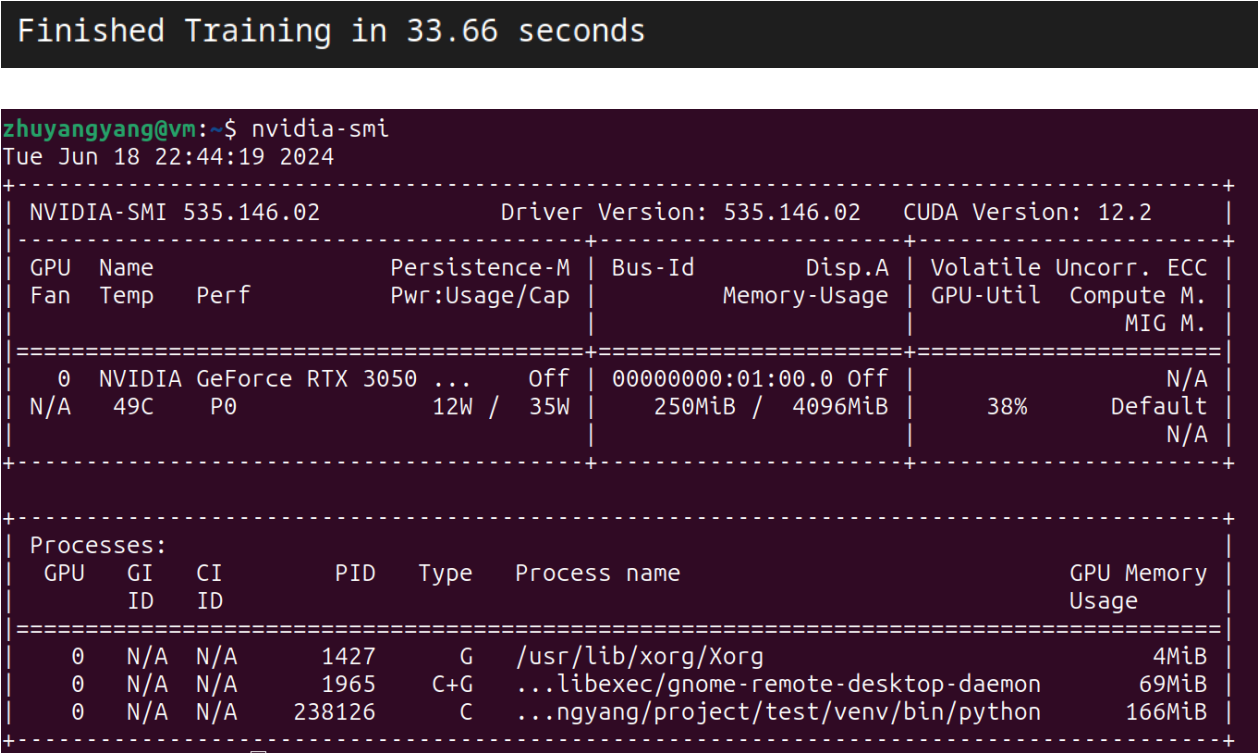 Finished Training in 33.66 seconds
zhuyangyang@vm:~$ nvidia-smi
Tue Jun 18 22:44:19 2024
+---------------------------------------------------------------------------------------+
| NVIDIA-SMI 535.146.02             Driver Version: 535.146.02   CUDA Version: 12.2     |
|-----------------------------------------+----------------------+----------------------+
| GPU  Name                 Persistence-M | Bus-Id        Disp.A | Volatile Uncorr. ECC |
| Fan  Temp   Perf          Pwr:Usage/Cap |         Memory-Usage | GPU-Util  Compute M. |
|                                         |                      |               MIG M. |
|=========================================+======================+======================|
|   0  NVIDIA GeForce RTX 3050 ...    Off | 00000000:01:00.0 Off |                  N/A |
| N/A   49C    P0              12W /  35W |    250MiB /  4096MiB |     38%      Default |
|                                         |                      |                  N/A |
+-----------------------------------------+----------------------+----------------------+
+---------------------------------------------------------------------------------------+
| Processes:                                                                            |
|  GPU   GI   CI        PID   Type   Process name                            GPU Memory |
|        ID   ID                                                             Usage      |
|=======================================================================================|
|    0   N/A  N/A      1427      G   /usr/lib/xorg/Xorg                            4MiB |
|    0   N/A  N/A      1965    C+G   ...libexec/gnome-remote-desktop-daemon       69MiB |
|    0   N/A  N/A    238126      C   ...ngyang/project/test/venv/bin/python      166MiB |
+---------------------------------------------------------------------------------------+